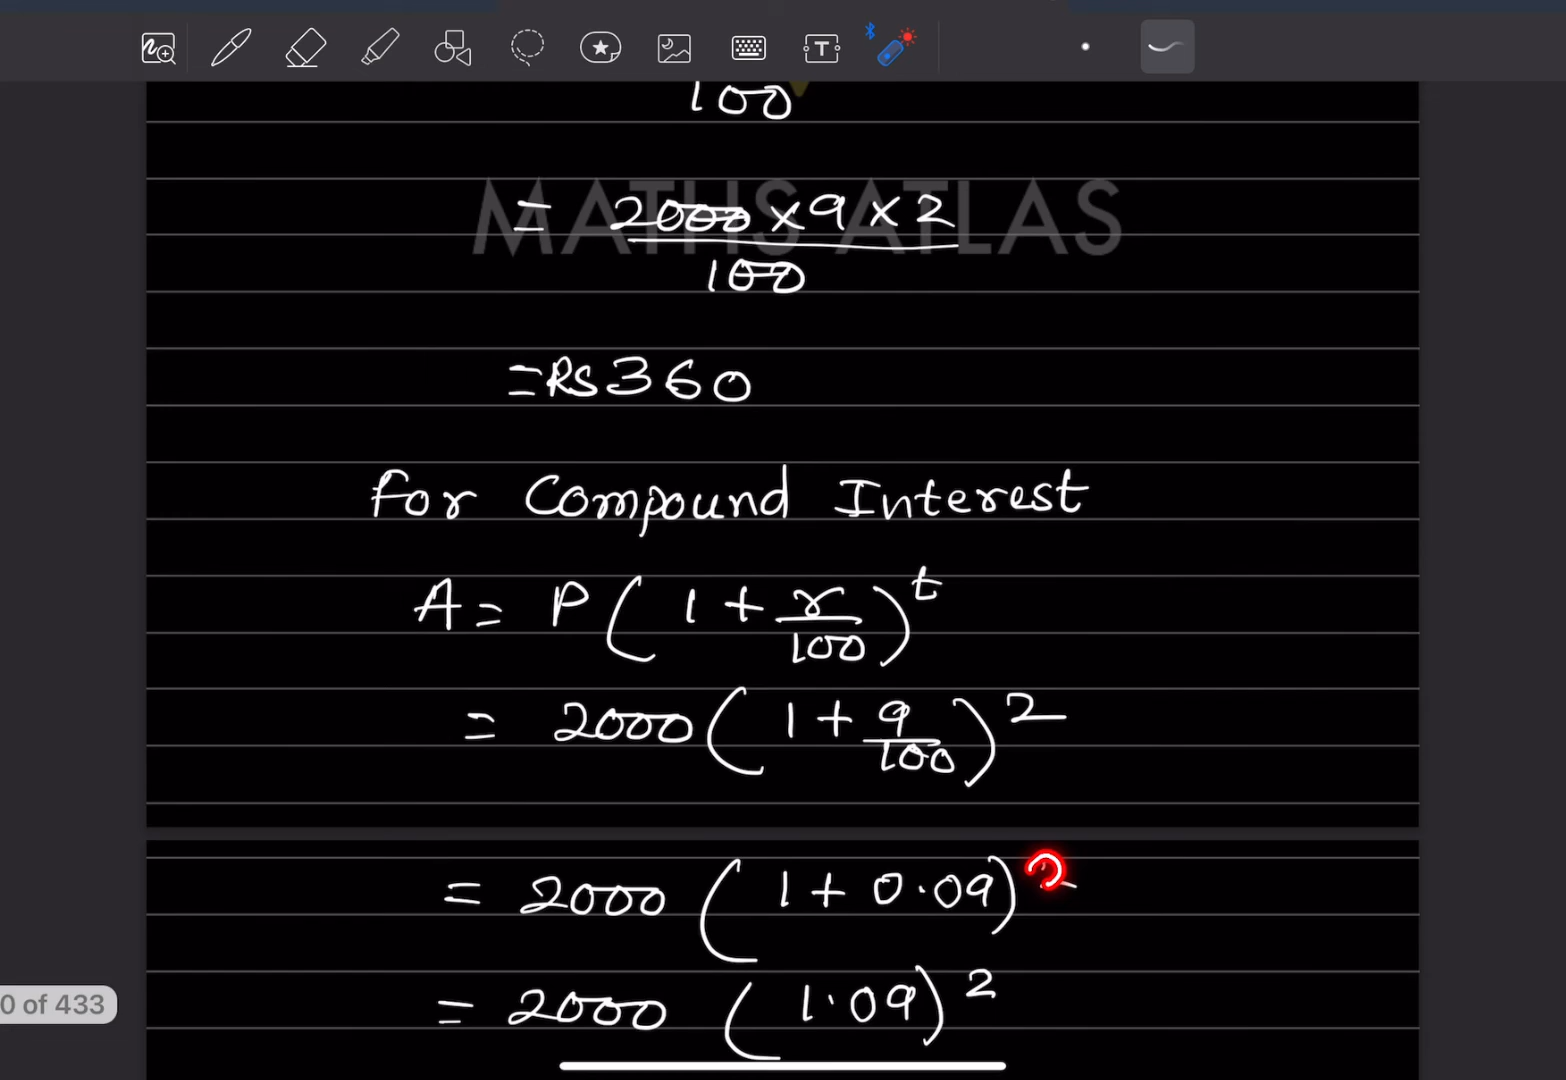 100
MATHS ATLAS
= 2000 × 9 × 2
100
= Rs 360
For Compound Interest
A = P ( 1 + r/100 )^t
= 2000 ( 1 + 9/100 )^2
= 2000 ( 1 + 0.09 )^2
= 2000 ( 1.09 )^2
0 of 433